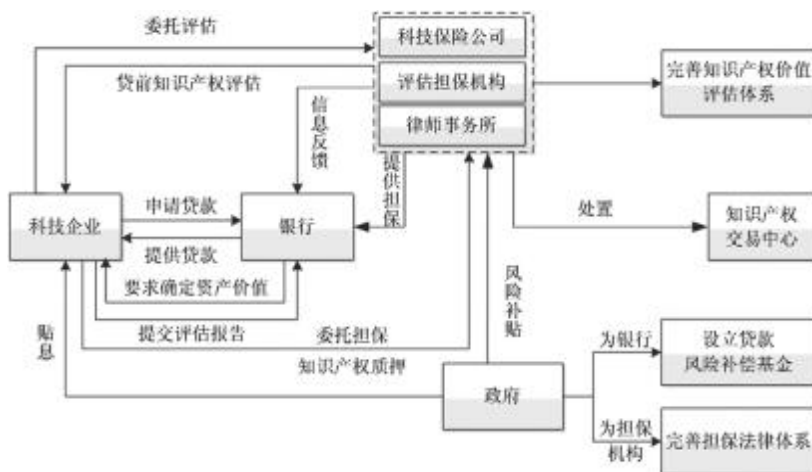 委托评估
科技保险公司
贷前知识产权评估
评估担保机构
完善知识产权价值
评估体系
信息反馈
律师事务所
提供担保
科技企业
申请贷款
银行
处置
知识产权
交易中心
提供贷款
要求确定资产价值
贴息
提交评估报告
委托担保
知识产权质押
风险补贴
为银行
设立贷款
风险补偿基金
政府
为担保
机构
完善担保法律体系